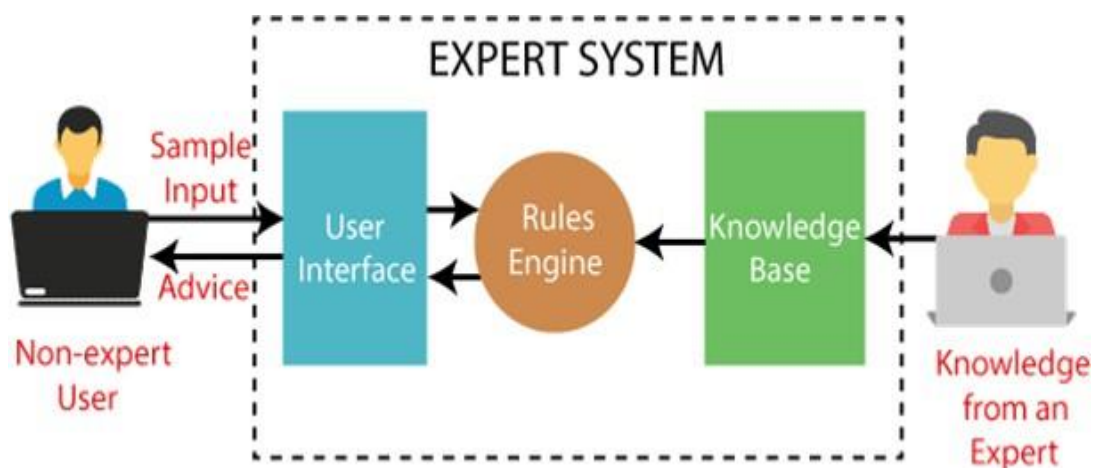 EXPERT SYSTEM
Sample
Input
Advice
Non-expert
User
User
Interface
Rules
Engine
Knowledge
Base
Knowledge
from an
Expert